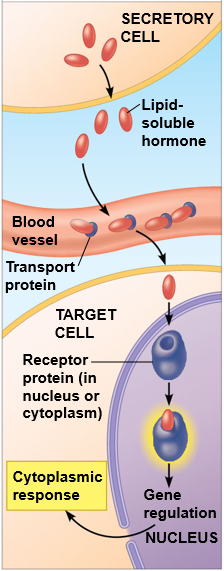 SECRETORY
CELL
Lipid-
soluble
hormone
Blood
vessel
Transport
protein
TARGET
CELL
Receptor
protein (in
nucleus or
cytoplasm)
Cytoplasmic
response
Gene
regulation
NUCLEUS